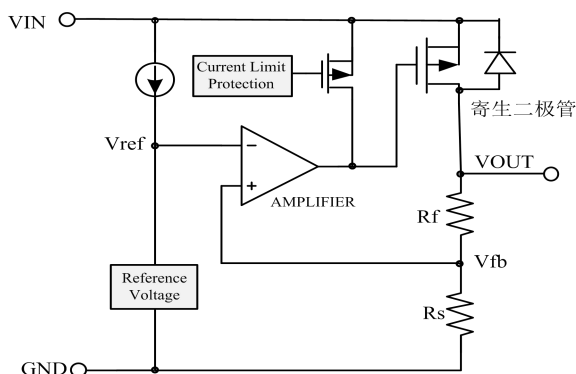 VIN
Current Limit
Protection
寄生二极管
Vref
VOUT
−
+
AMPLIFIER
Rf
Vfb
Reference
Voltage
Rs
GND